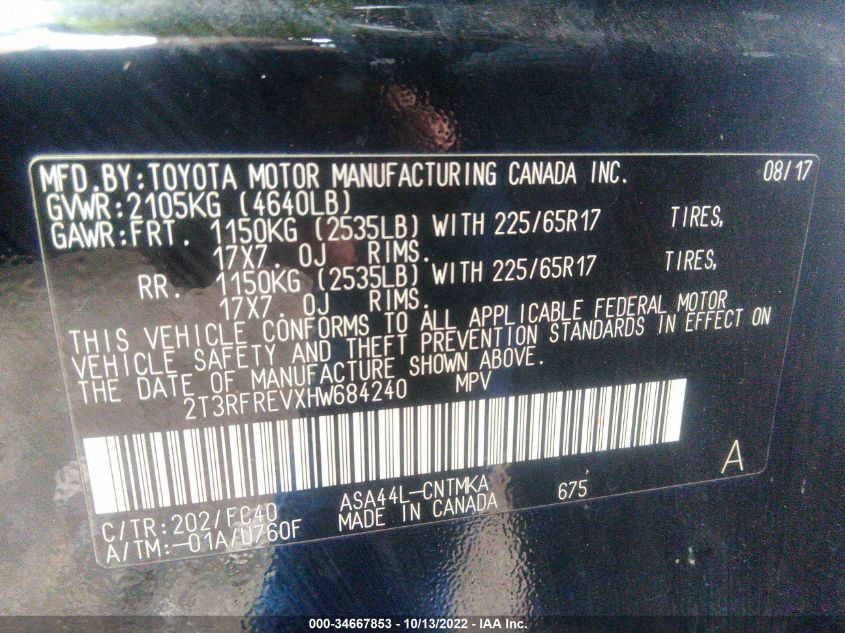 MFD.BY:TOYOTA MOTOR MANUFACTURING CANADA INC. 08/17
GVWR:2105KG (4640LB)
GAWR:FRT. 1150KG (2535LB) WITH 225/65R17 TIRES,
17X7. 0J RIMS.
RR. 1150KG (2535LB) WITH 225/65R17 TIRES,
17X7. 0J RIMS.
THIS VEHICLE CONFORMS TO ALL APPLICABLE FEDERAL MOTOR
VEHICLE SAFETY AND THEFT PREVENTION STANDARDS IN EFFECT ON
THE DATE OF MANUFACTURE SHOWN ABOVE.
2T3RFREVXHW684240 MPV
A
C/TR:202/FC40 ASA44L-CNTMKA 675
A/TM:-01A/U760F MADE IN CANADA
000-34667853 - 10/13/2022 - IAA Inc.